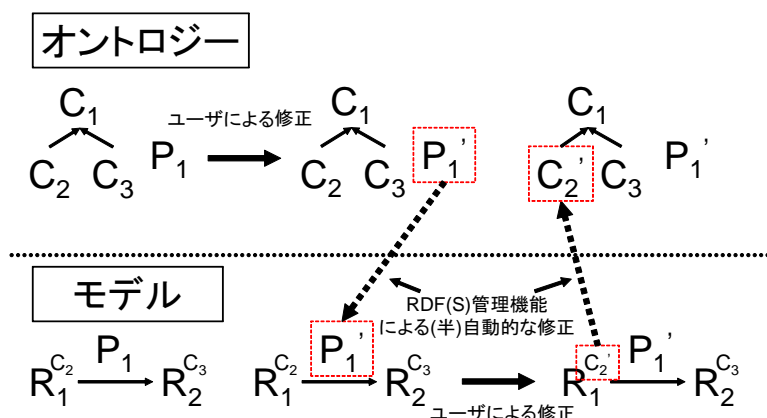 オントロジー
C1
C2 C3 P1
ユーザによる修正
C1
C2 C3 P1'
C1
C2' C3 P1'
モデル
RDF(S)管理機能
による(半)自動的な修正
R1C2 P1 R2C3
R1C2 P1' R2C3
ユーザによる修正
R1C2' P1' R2C3